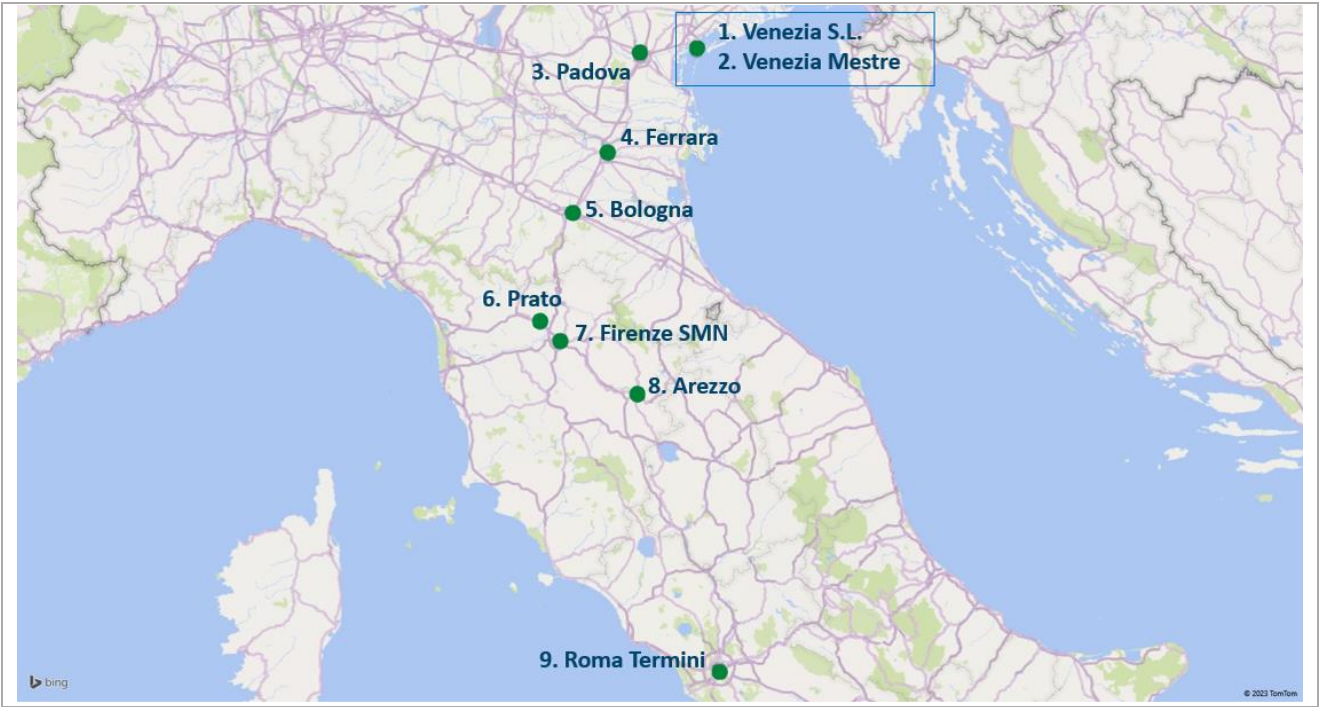 1. Venezia S.L.
2. Venezia Mestre
3. Padova
4. Ferrara
5. Bologna
6. Prato
7. Firenze SMN
8. Arezzo
9. Roma Termini
bing
© 2023 TomTom